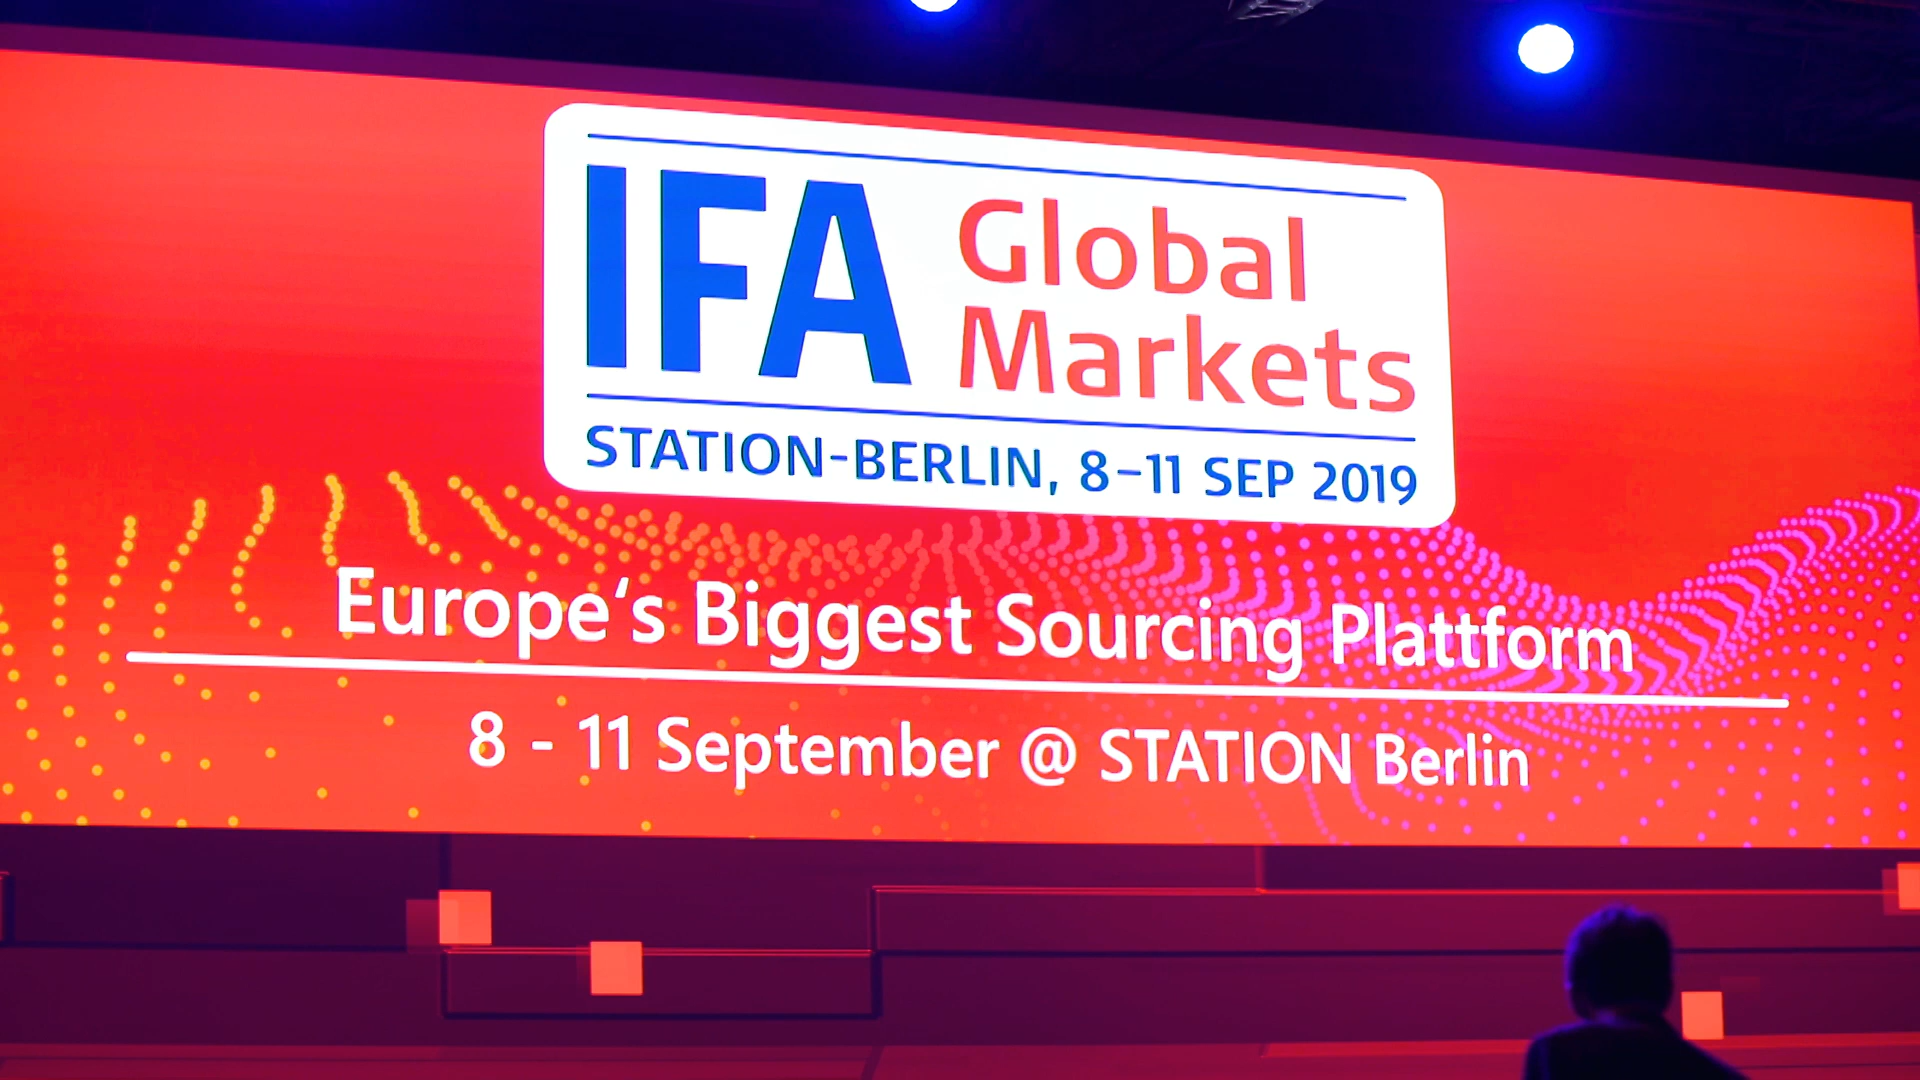 IFA Global
Markets
STATION-BERLIN, 8–11 SEP 2019
Europe‘s Biggest Sourcing Plattform
8 - 11 September @ STATION Berlin